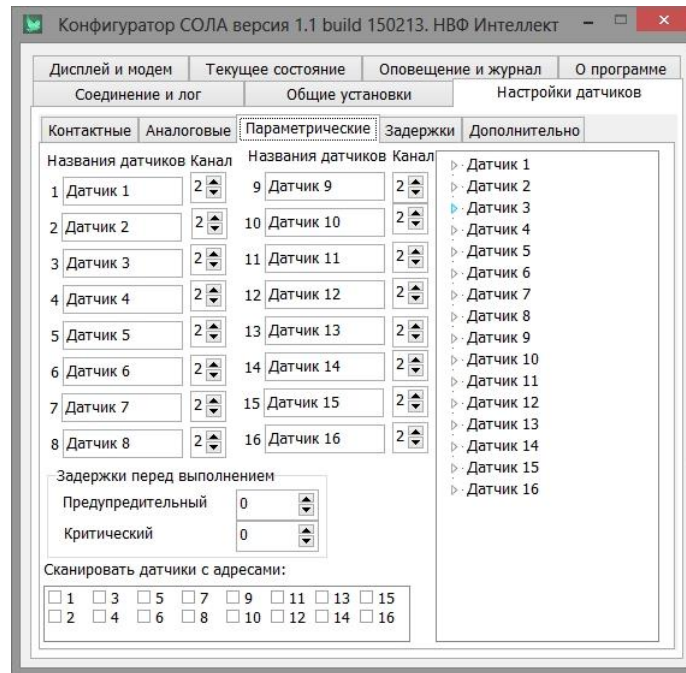 Конфигуратор СОЛА версия 1.1 build 150213. НВФ Интеллект
Дисплей и модем Текущее состояние Оповещение и журнал О программе
Соединение и лог Общие установки Настройки датчиков
Контактные Аналоговые Параметрические Задержки Дополнительно
Названия датчиков Канал Названия датчиков Канал
1 Датчик 1 2 9 Датчик 9 2
2 Датчик 2 2 10 Датчик 10 2
3 Датчик 3 2 11 Датчик 11 2
4 Датчик 4 2 12 Датчик 12 2
5 Датчик 5 2 13 Датчик 13 2
6 Датчик 6 2 14 Датчик 14 2
7 Датчик 7 2 15 Датчик 15 2
8 Датчик 8 2 16 Датчик 16 2
Задержки перед выполнением
Предупредительный 0
Критический 0
Сканировать датчики с адресами:
1 3 5 7 9 11 13 15
2 4 6 8 10 12 14 16
Датчик 1
Датчик 2
Датчик 3
Датчик 4
Датчик 5
Датчик 6
Датчик 7
Датчик 8
Датчик 9
Датчик 10
Датчик 11
Датчик 12
Датчик 13
Датчик 14
Датчик 15
Датчик 16